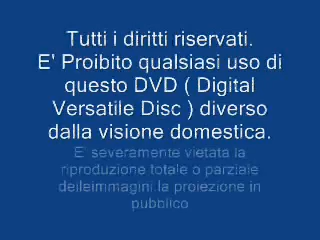 Tutti i diritti riservati.
E' Proibito qualsiasi uso di
questo DVD ( Digital
Versatile Disc ) diverso
dalla visione domestica.
E' severamente vietata la
riproduzione totale o parziale
delleimmagini.la proiezione in
pubblico